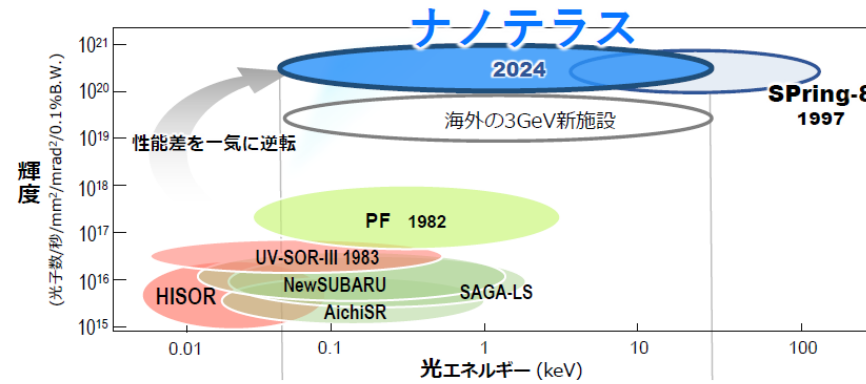 ナノテラス
2024
SPring-8
1997
海外の3GeV新施設
性能差を一気に逆転
PF 1982
UV-SOR-III 1983
NewSUBARU
SAGA-LS
HISOR
AichiSR
輝度
(光子数/秒/mm²/mrad²/0.1%B.W.)
10²¹
10²⁰
10¹⁹
10¹⁸
10¹⁷
10¹⁶
10¹⁵
0.01
0.1
1
10
100
光エネルギー (keV)